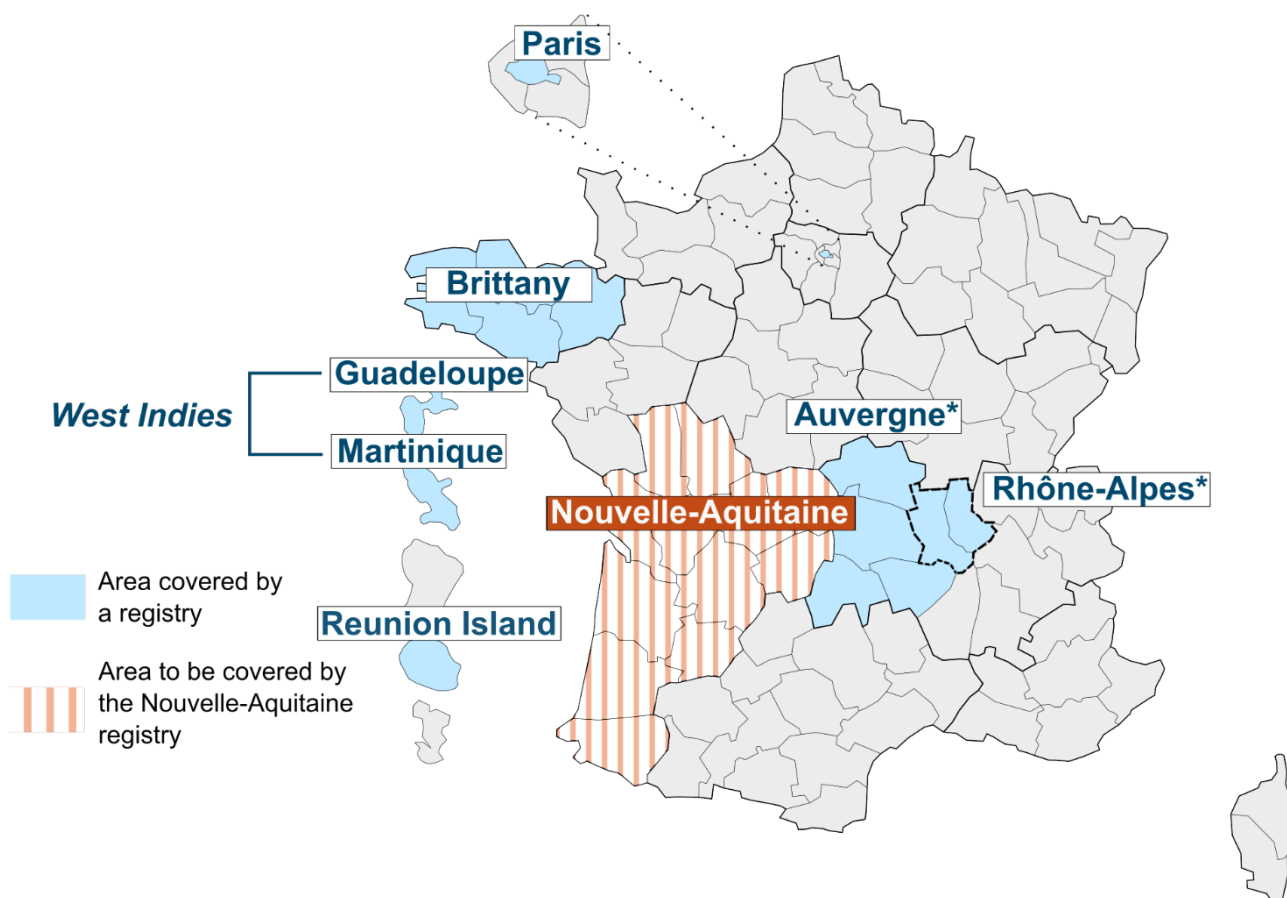 Paris
Brittany
Guadeloupe
West Indies
Martinique
Auvergne*
Rhône-Alpes*
Nouvelle-Aquitaine
Reunion Island
Area covered by
a registry
Area to be covered by
the Nouvelle-Aquitaine
registry